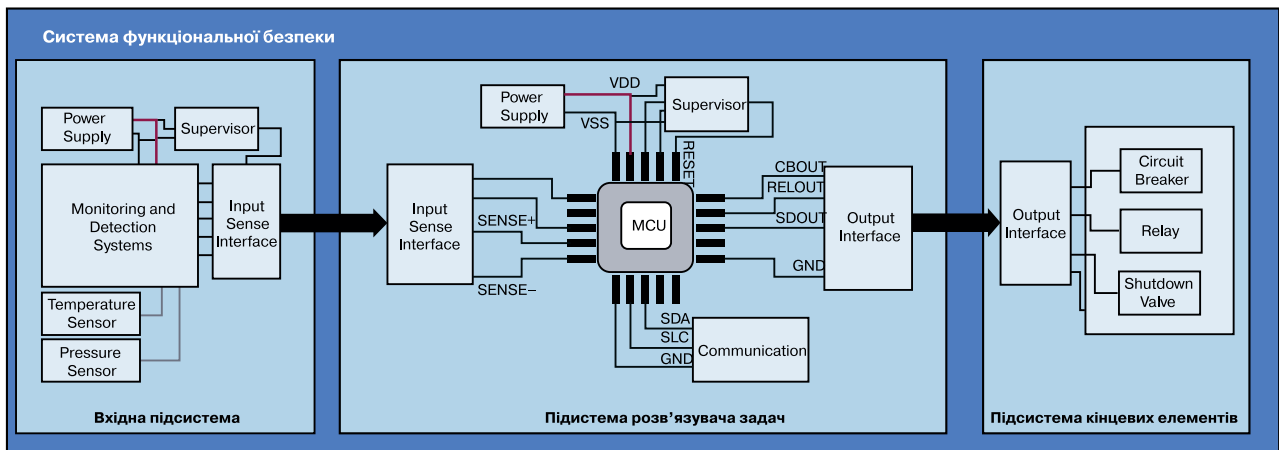 Система функціональної безпеки
Power
Supply
Supervisor
Monitoring and
Detection
Systems
Input
Sense
Interface
Temperature
Sensor
Pressure
Sensor
Вхідна підсистема
Power
Supply
VDD
VSS
Supervisor
RESET
Input
Sense
Interface
SENSE+
SENSE–
MCU
CBOUT
RELOUT
SDOUT
GND
Output
Interface
SDA
SLC
GND
Communication
Підистема розв'язувача задач
Output
Interface
Circuit
Breaker
Relay
Shutdown
Valve
Підсистема кінцевих елементів